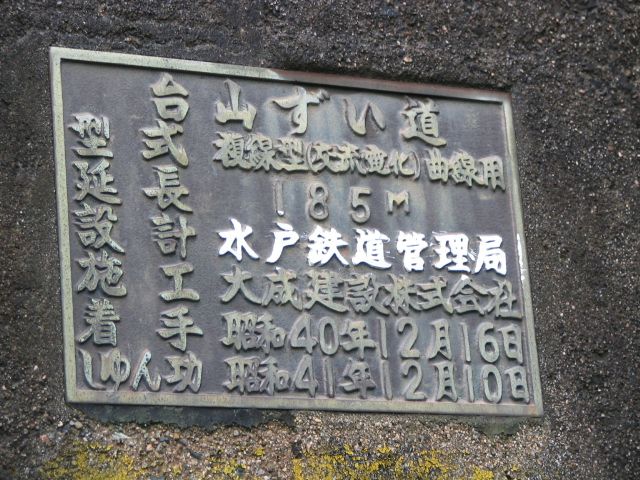 台山ずい道
型式 複線型(交流電化)曲線用
延長 185M
設計 水戸鉄道管理局
施工 大成建設株式会社
着手 昭和40年12月16日
しゅん功 昭和41年12月10日